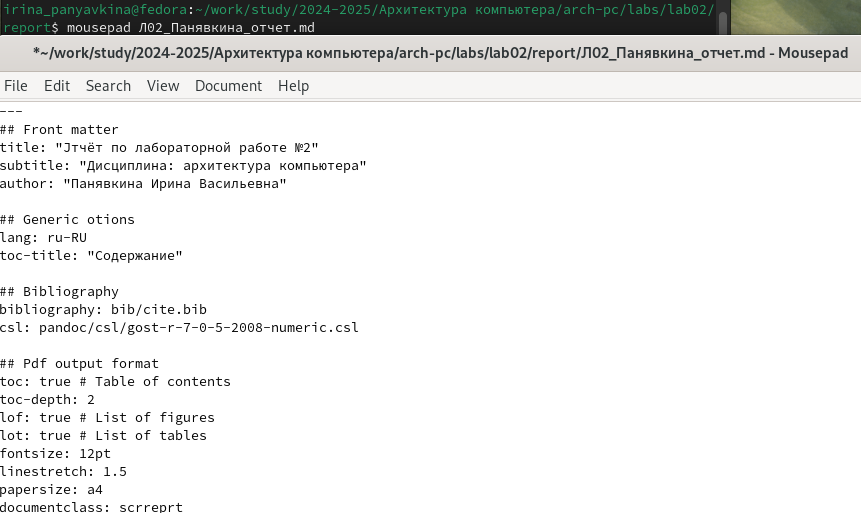 irina_panyavkina@fedora:~/work/study/2024-2025/Архитектура компьютера/arch-pc/labs/lab02/
report$ mousepad Л02_Панявкина_отчет.md
*~/work/study/2024-2025/Архитектура компьютера/arch-pc/labs/lab02/report/Л02_Панявкина_отчет.md - Mousepad
File Edit Search View Document Help
---
## Front matter
title: "Jтчёт по лабораторной работе №2"
subtitle: "Дисциплина: архитектура компьютера"
author: "Панявкина Ирина Васильевна"
## Generic otions
lang: ru-RU
toc-title: "Содержание"
## Bibliography
bibliography: bib/cite.bib
csl: pandoc/csl/gost-r-7-0-5-2008-numeric.csl
## Pdf output format
toc: true # Table of contents
toc-depth: 2
lof: true # List of figures
lot: true # List of tables
fontsize: 12pt
linestretch: 1.5
papersize: a4
documentclass: scrreprt